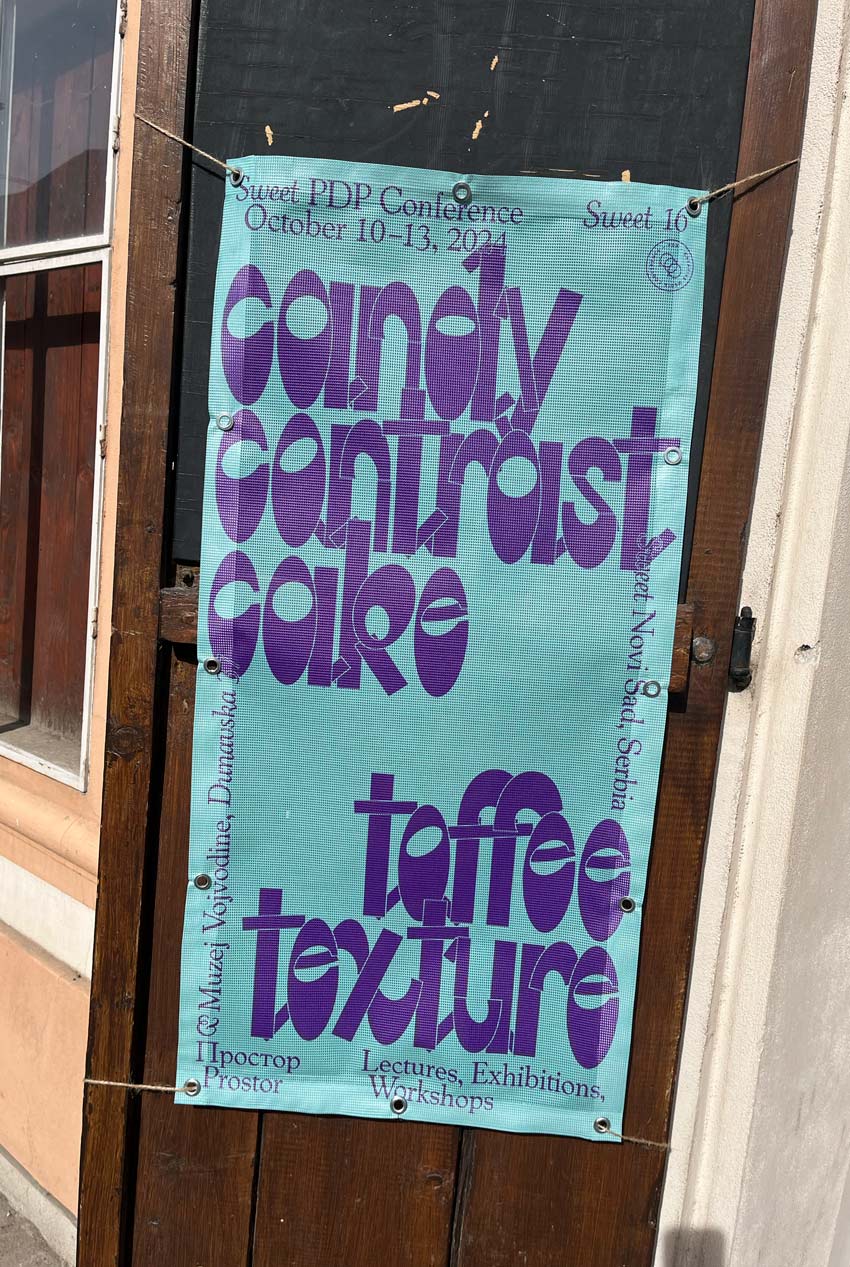 Sweet PDP Conference
October 10–13, 2024
Sweet 16
candy
contrast
cake
Sweet Novi Sad, Serbia
toffee
texture
& Muzej Vojvodine, Dunavska
Простор
Prostor
Lectures, Exhibitions,
Workshops